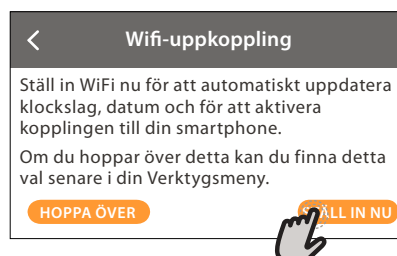 Wifi-uppkoppling
Ställ in WiFi nu för att automatiskt uppdatera
klockslag, datum och för att aktivera
kopplingen till din smartphone.
Om du hoppar över detta kan du finna detta
val senare i din Verktygsmeny.
HOPPA ÖVER
STÄLL IN NU